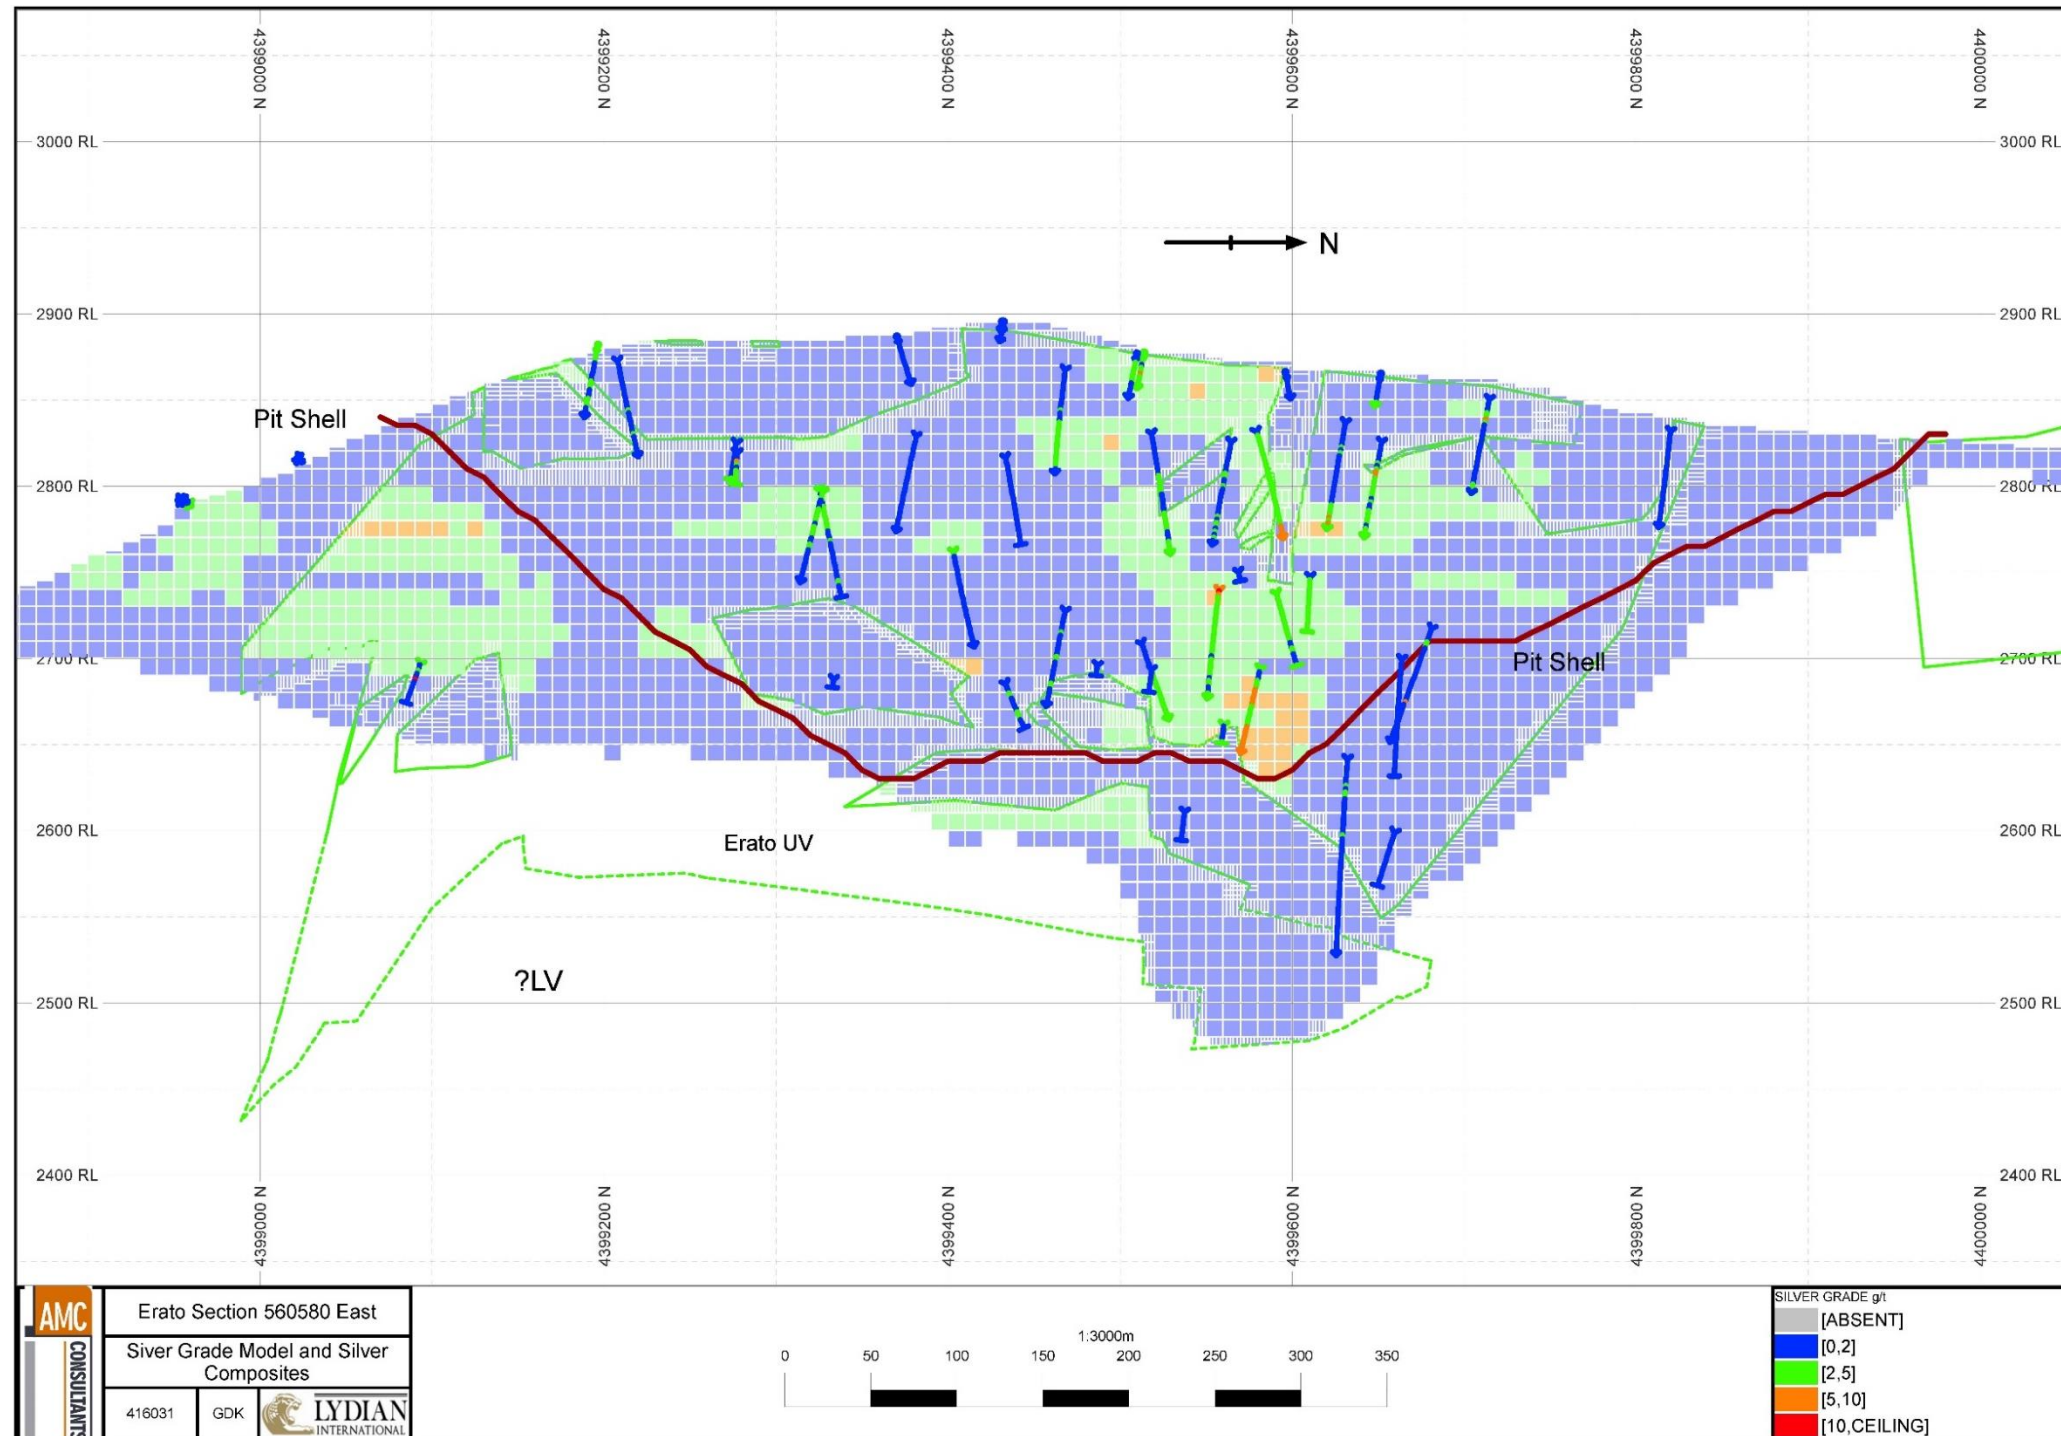 4399000 N
4399200 N
4399400 N
4399600 N
4399800 N
4400000 N
3000 RL
3000 RL
N
2900 RL
2900 RL
Pit Shell
2800 RL
2800 RL
2700 RL
Pit Shell
2700 RL
2600 RL
Erato UV
2600 RL
?LV
2500 RL
2500 RL
2400 RL
2400 RL
4399000 N
4399200 N
4399400 N
4399600 N
4399800 N
4400000 N
AMC
CONSULTANTS
Erato Section 560580 East
Siver Grade Model and Silver
Composites
416031
GDK
LYDIAN
INTERNATIONAL
1:3000m
0 50 100 150 200 250 300 350
SILVER GRADE g/t
[ABSENT]
[0,2]
[2,5]
[5,10]
[10,CEILING]